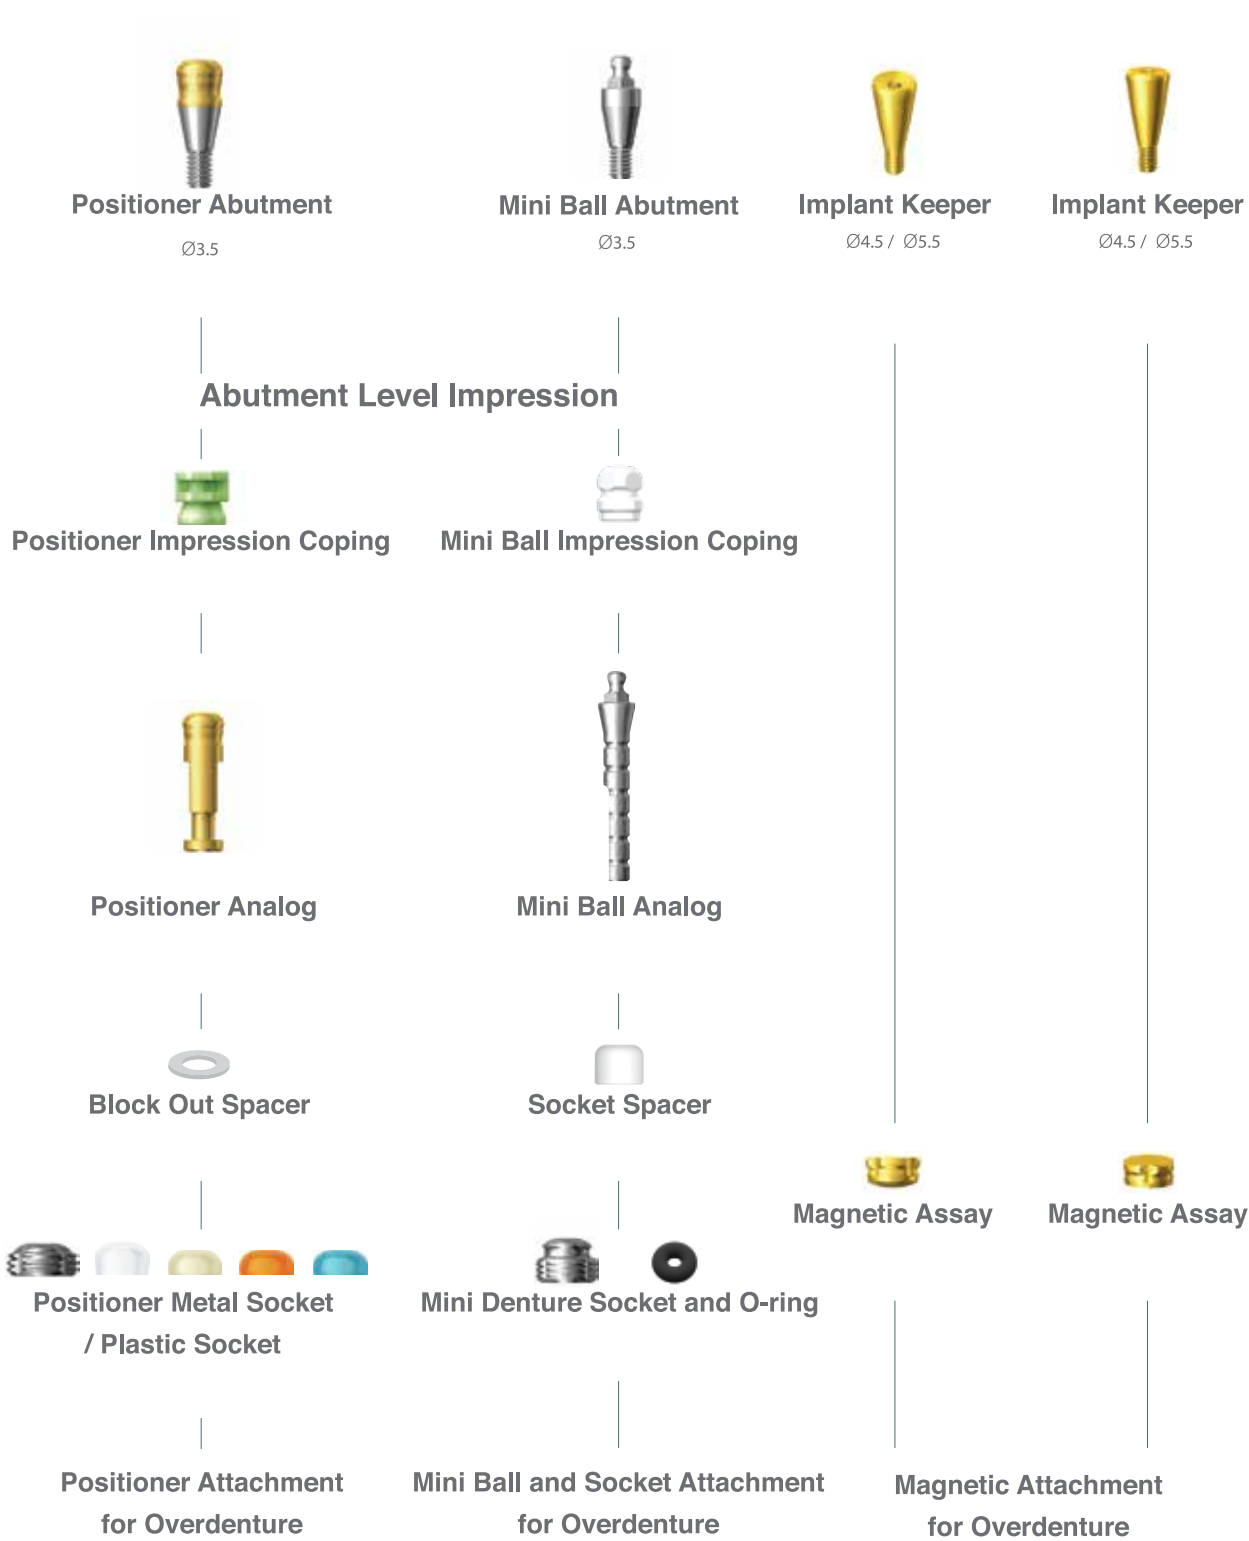 Positioner Abutment
Ø3.5
Mini Ball Abutment
Ø3.5
Implant Keeper
Ø4.5 / Ø5.5
Implant Keeper
Ø4.5 / Ø5.5
Abutment Level Impression
Positioner Impression Coping
Mini Ball Impression Coping
Positioner Analog
Mini Ball Analog
Block Out Spacer
Socket Spacer
Magnetic Assay
Magnetic Assay
Positioner Metal Socket
/ Plastic Socket
Mini Denture Socket and O-ring
Positioner Attachment
for Overdenture
Mini Ball and Socket Attachment
for Overdenture
Magnetic Attachment
for Overdenture